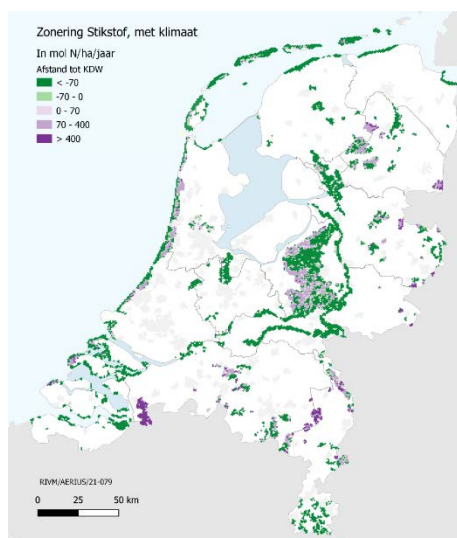 Zonering Stikstof, met klimaat
In mol N/ha/jaar
Afstand tot KDW
< -70
-70 - 0
0 - 70
70 - 400
> 400
RIVM/AERIUS/21-079
0 25 50 km